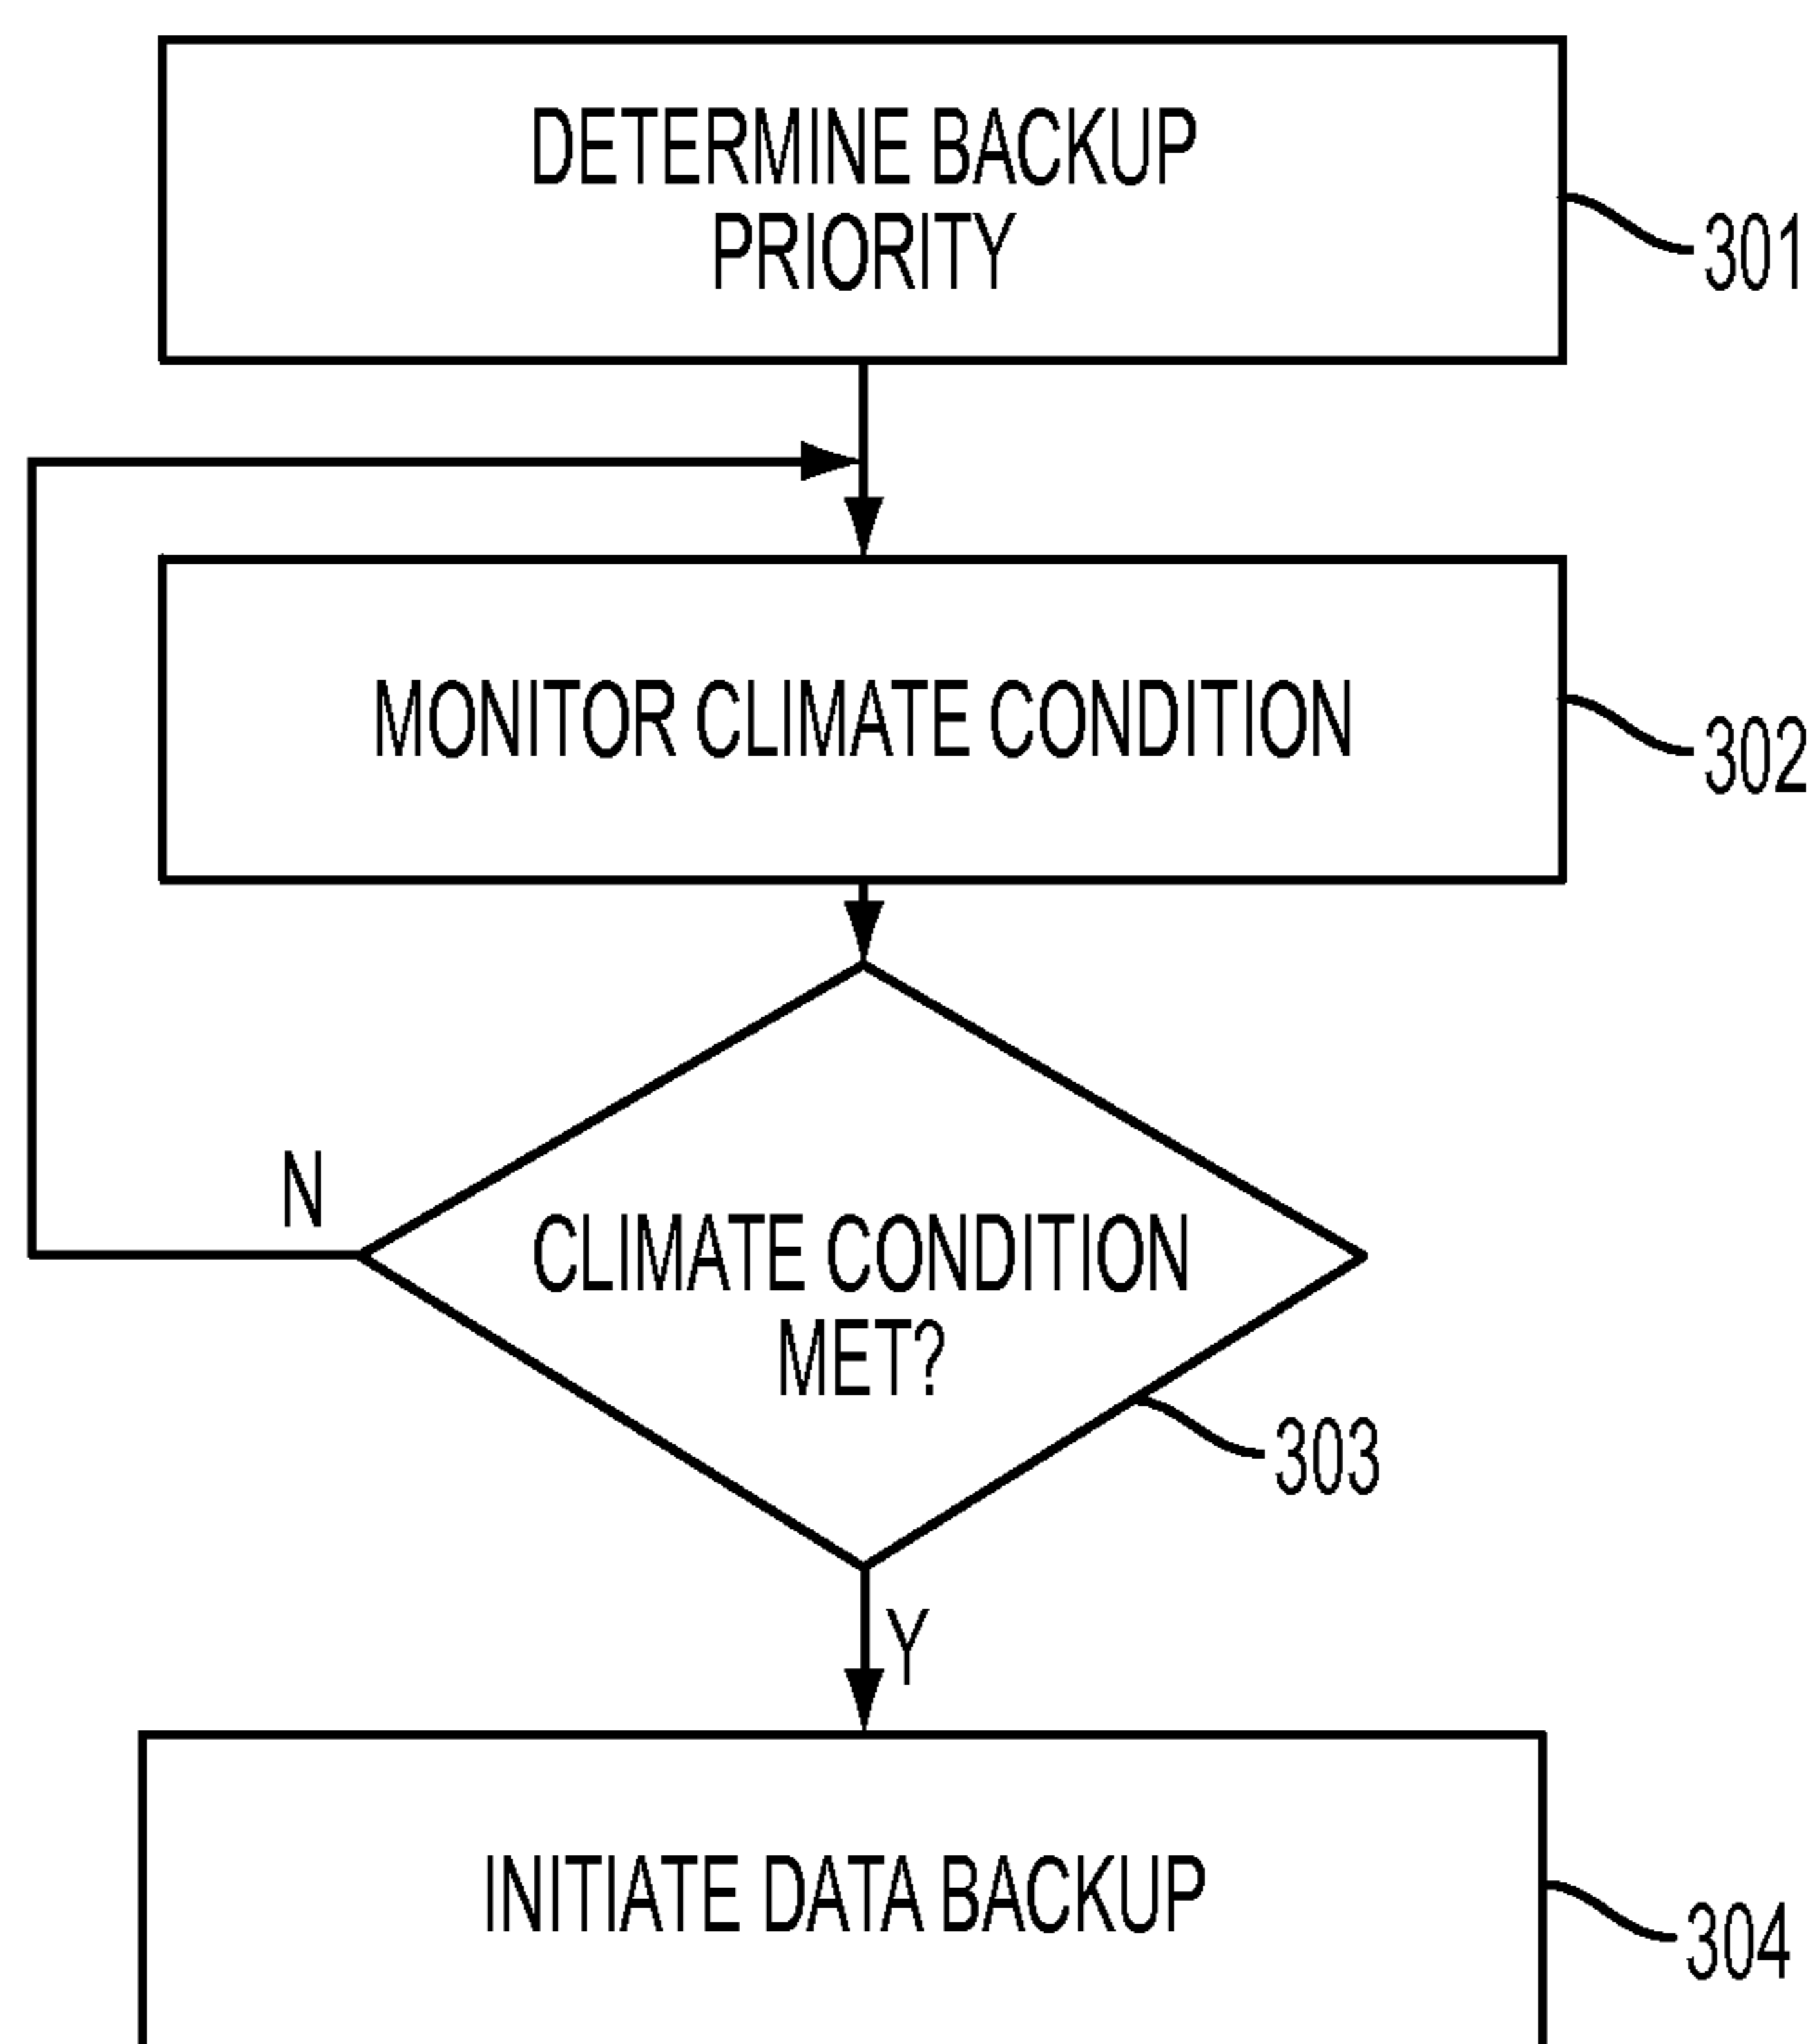 DETERMINE BACKUP
PRIORITY
301
MONITOR CLIMATE CONDITION
302
N
CLIMATE CONDITION
MET?
303
Y
INITIATE DATA BACKUP
304